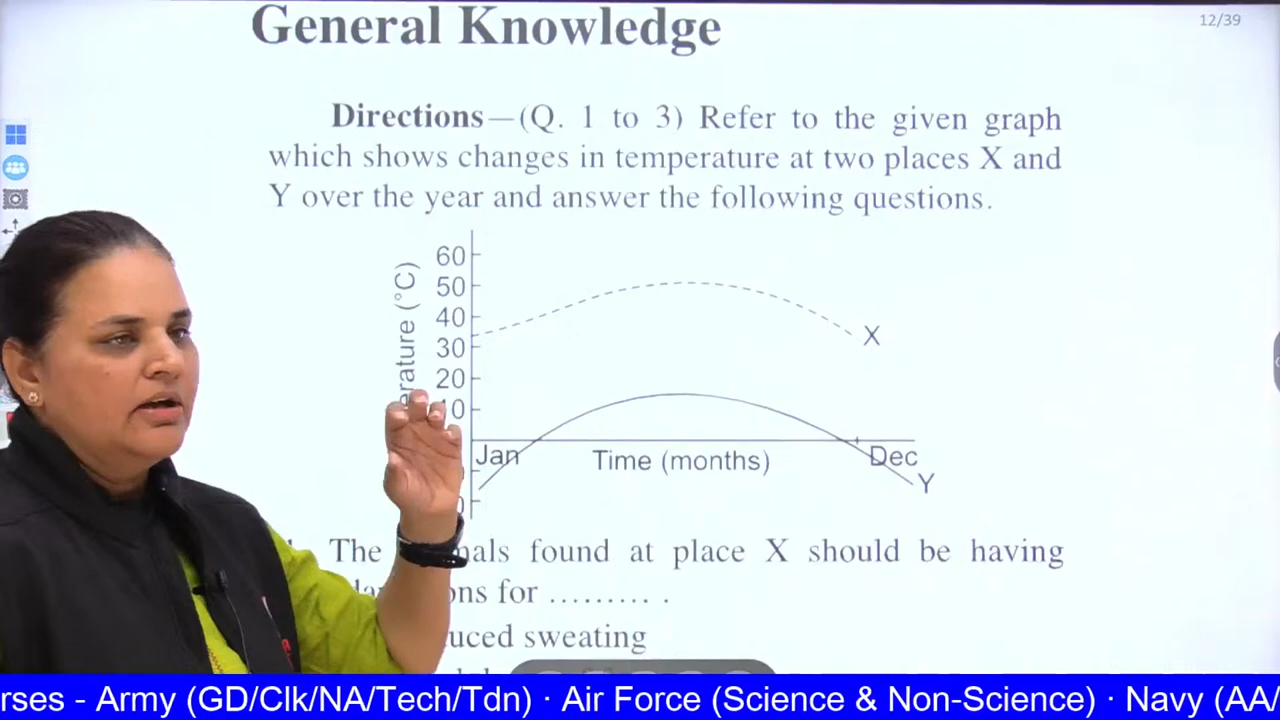 General Knowledge
12/39
Directions—(Q. 1 to 3) Refer to the given graph
which shows changes in temperature at two places X and
Y over the year and answer the following questions.
60
50
40
30
20
10
erature (°C)
X
Jan
Time (months)
Dec
Y
The
found at place X should be having
for ......... .
sweating
rses - Army (GD/Clk/NA/Tech/Tdn) · Air Force (Science & Non-Science) · Navy (AA/